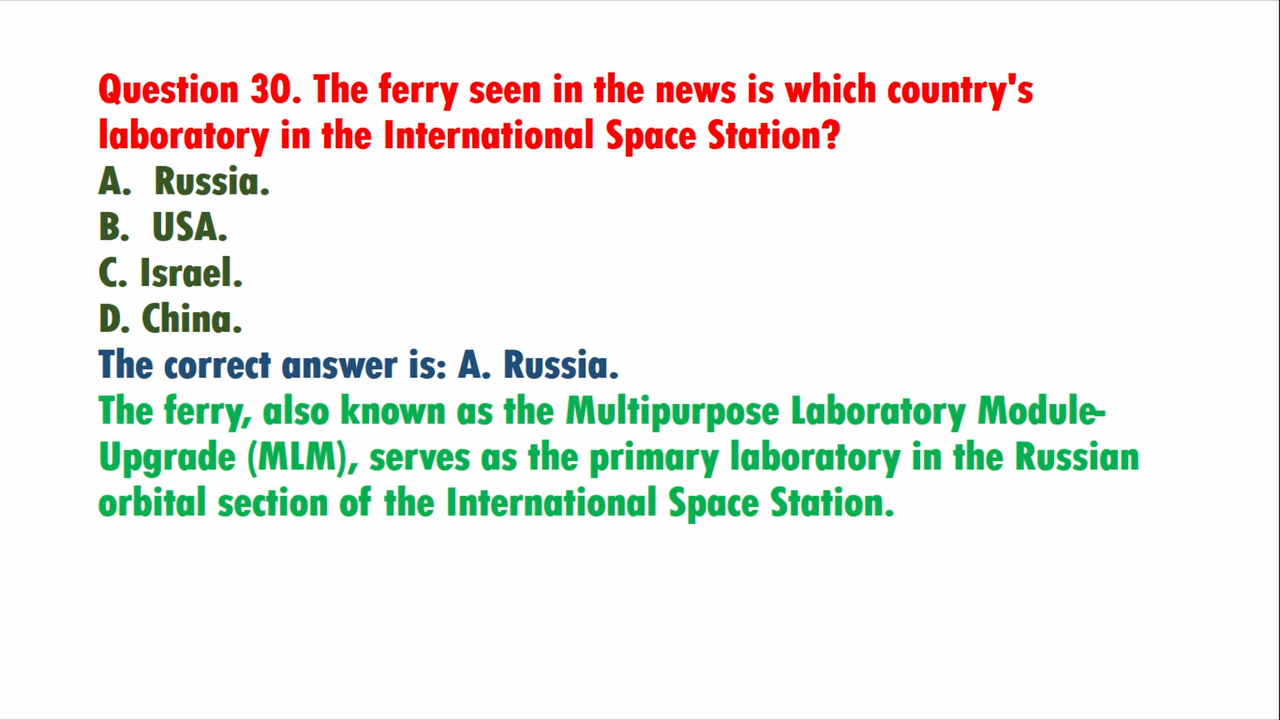 Question 30. The ferry seen in the news is which country's
laboratory in the International Space Station?
A. Russia.
B. USA.
C. Israel.
D. China.
The correct answer is: A. Russia.
The ferry, also known as the Multipurpose Laboratory Module-
Upgrade (MLM), serves as the primary laboratory in the Russian
orbital section of the International Space Station.